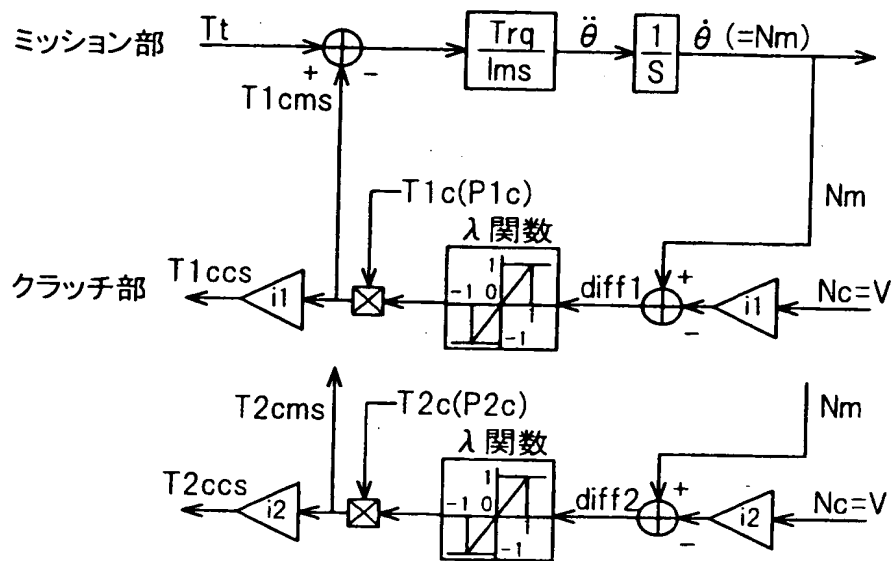 ミッション部 Tt Trq θ̈ 1 θ̇ (=Nm)
+ - Ims S
T1cms
T1c(P1c) Nm
λ関数
クラッチ部 T1ccs i1 -1 0 1 -1 diff1 + - i1 Nc=V
T2cms T2c(P2c) Nm
λ関数
T2ccs i2 -1 0 1 -1 diff2 + - i2 Nc=V